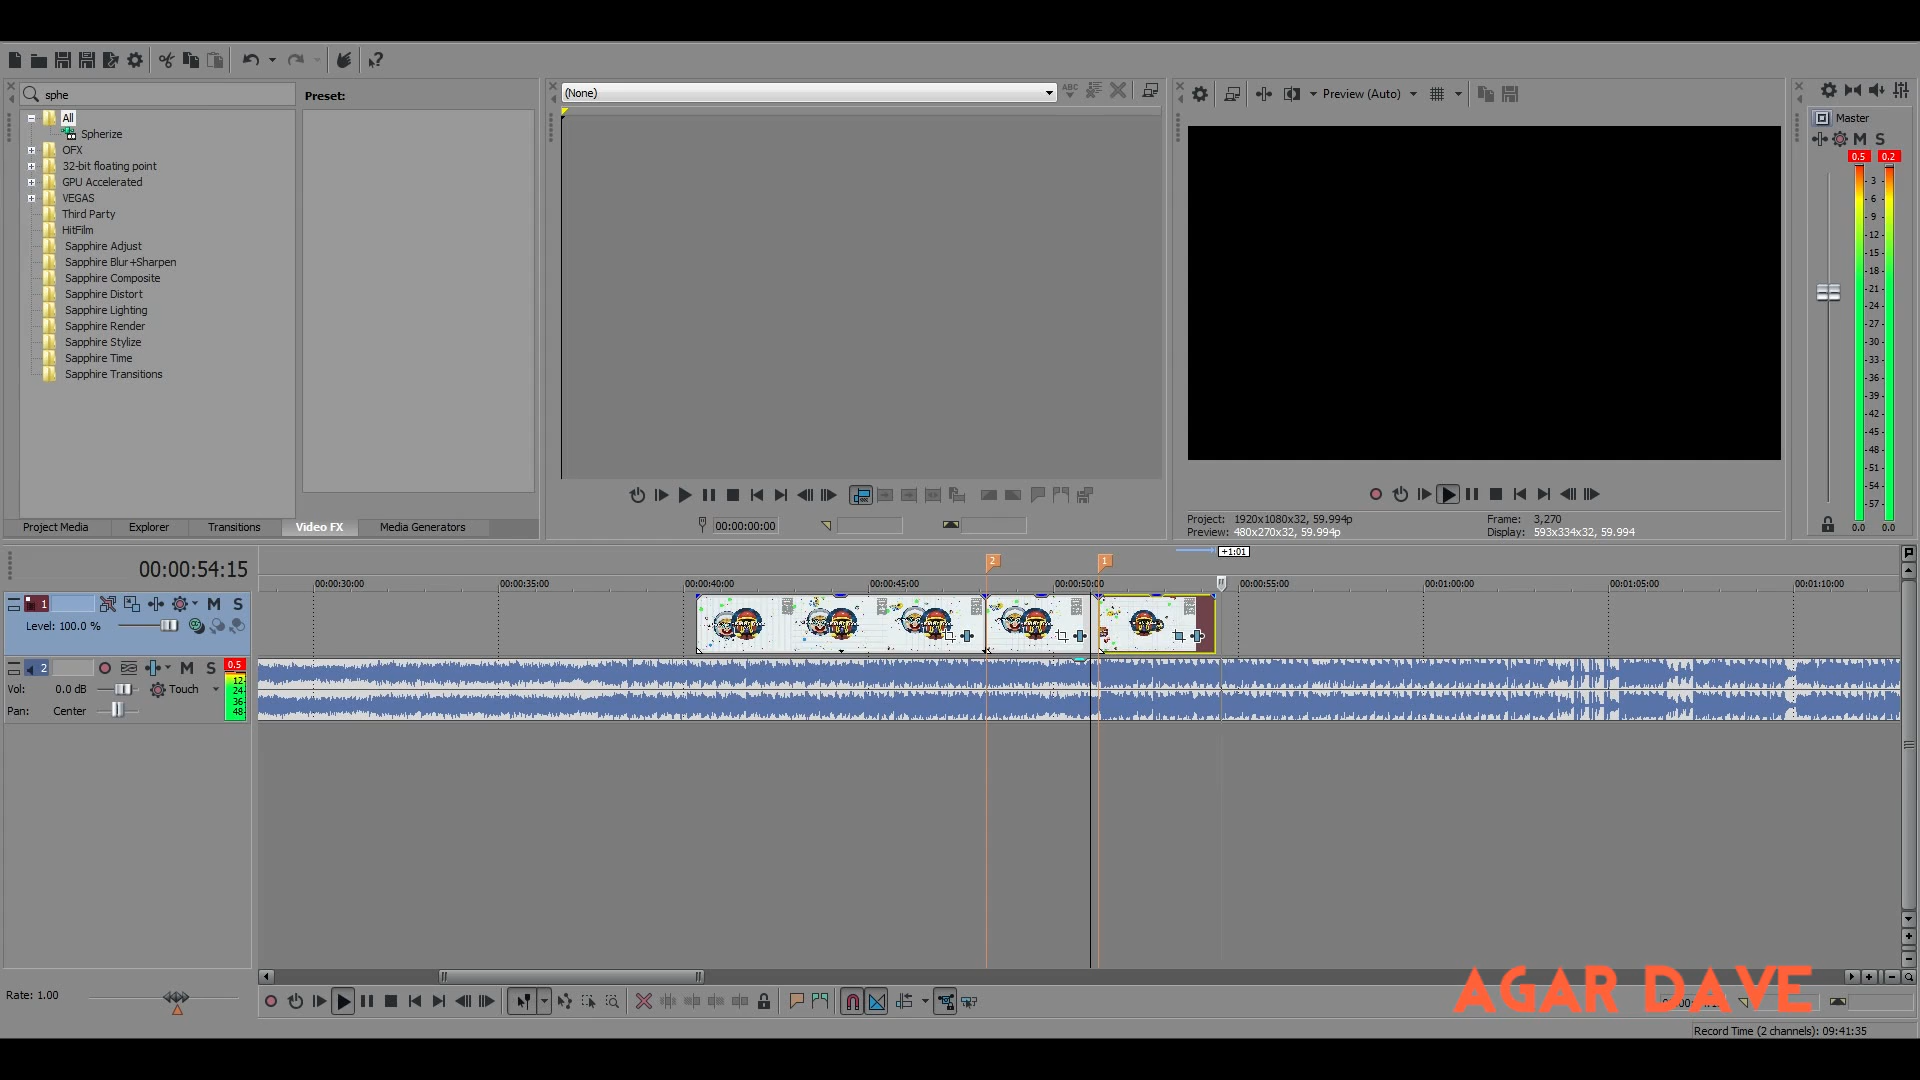 sphe
Preset:
All
Spherize
OFX
32-bit floating point
GPU Accelerated
VEGAS
Third Party
HitFilm
Sapphire Adjust
Sapphire Blur+Sharpen
Sapphire Composite
Sapphire Distort
Sapphire Lighting
Sapphire Render
Sapphire Stylize
Sapphire Time
Sapphire Transitions
Project Media Explorer Transitions Video FX Media Generators
(None)
00:00:00:00
Preview (Auto)
Project: 1920x1080x32, 59.994p Frame: 3,270
Preview: 480x270x32, 59.994p Display: 593x334x32, 59.994
Master
M S
0.5 0.2
3
6
9
12
15
18
21
24
27
30
33
36
39
42
45
48
51
54
57
0.0 0.0
+1:01
00:00:54:15
2 1
00:00:30:00 00:00:35:00 00:00:40:00 00:00:45:00 00:00:50:00 00:00:55:00 00:01:00:00 00:01:05:00 00:01:10:00
1 M S
Level: 100.0 %
2 M S 0.5
Vol: 0.0 dB Touch
Pan: Center
12
24
36
48
Rate: 1.00
AGAR DAVE
Record Time (2 channels): 09:41:35